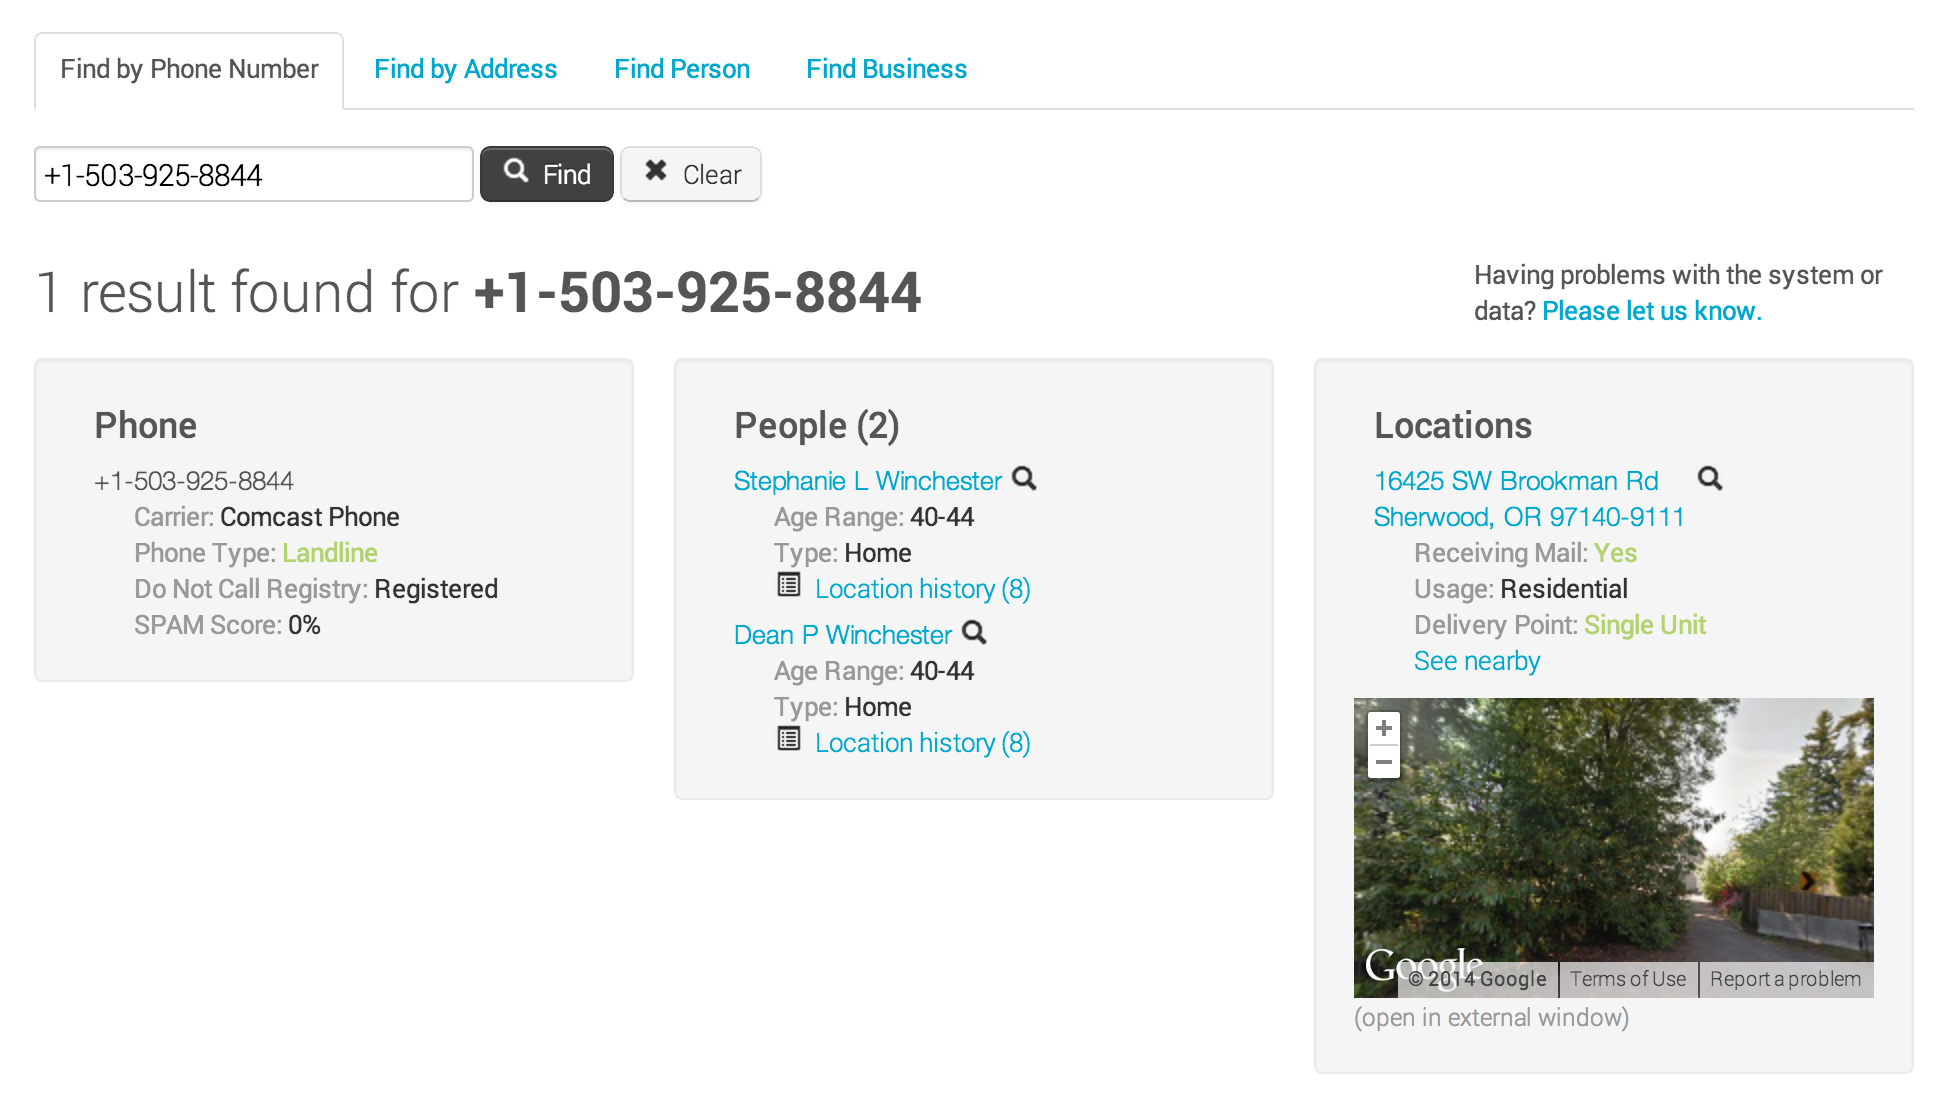 Find by Phone Number
Find by Address
Find Person
Find Business
+1-503-925-8844
Find
Clear
1 result found for +1-503-925-8844
Having problems with the system or
data? Please let us know.
Phone
+1-503-925-8844
Carrier: Comcast Phone
Phone Type: Landline
Do Not Call Registry: Registered
SPAM Score: 0%
People (2)
Stephanie L Winchester
Age Range: 40-44
Type: Home
Location history (8)
Dean P Winchester
Age Range: 40-44
Type: Home
Location history (8)
Locations
16425 SW Brookman Rd
Sherwood, OR 97140-9111
Receiving Mail: Yes
Usage: Residential
Delivery Point: Single Unit
See nearby
+
−
Google
© 2014 Google
Terms of Use
Report a problem
(open in external window)